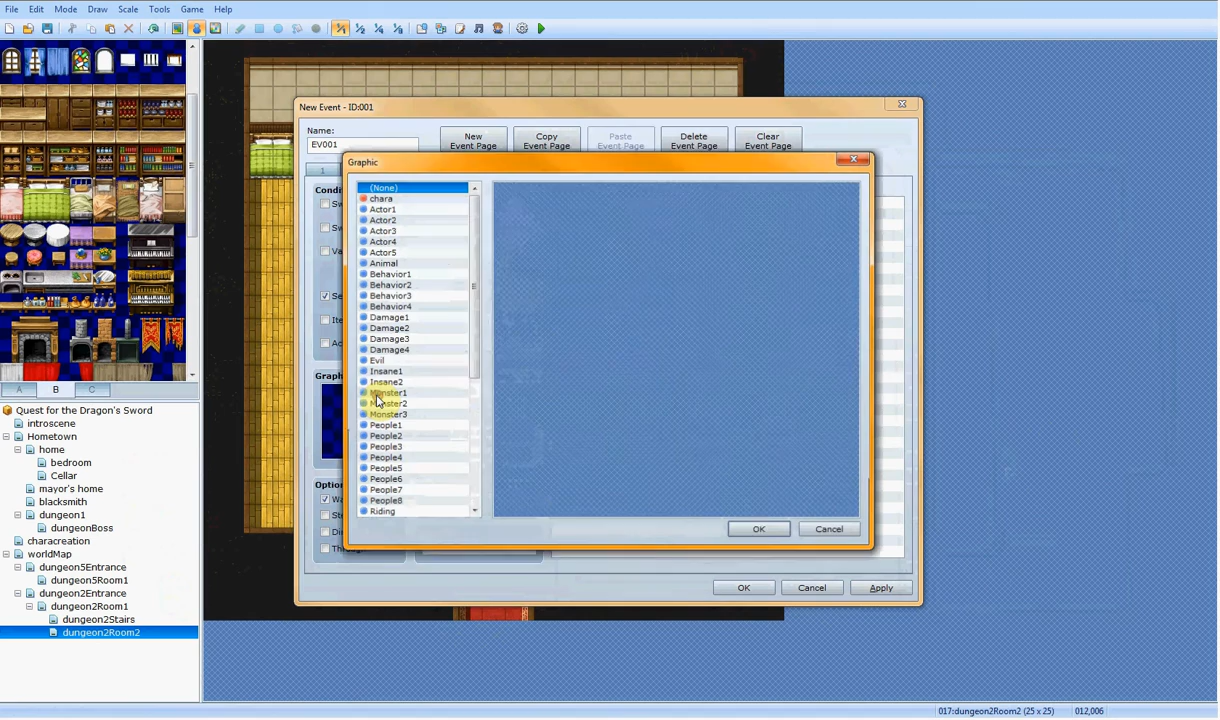 File Edit Mode Draw Scale Tools Game Help
New Event - ID:001
Name:
EV001
New Event Page
Copy Event Page
Paste Event Page
Delete Event Page
Clear Event Page
Graphic
1
(None)
chara
Actor1
Actor2
Actor3
Actor4
Actor5
Animal
Behavior1
Behavior2
Behavior3
Behavior4
Damage1
Damage2
Damage3
Damage4
Evil
Insane1
Insane2
Monster1
Monster2
Monster3
People1
People2
People3
People4
People5
People6
People7
People8
Riding
OK
Cancel
OK
Cancel
Apply
A
B
C
Quest for the Dragon's Sword
introscene
Hometown
home
bedroom
Cellar
mayor's home
blacksmith
dungeon1
dungeonBoss
characreation
worldMap
dungeon5Entrance
dungeon5Room1
dungeon2Entrance
dungeon2Room1
dungeon2Stairs
dungeon2Room2
017:dungeon2Room2 (25 x 25)
012,006